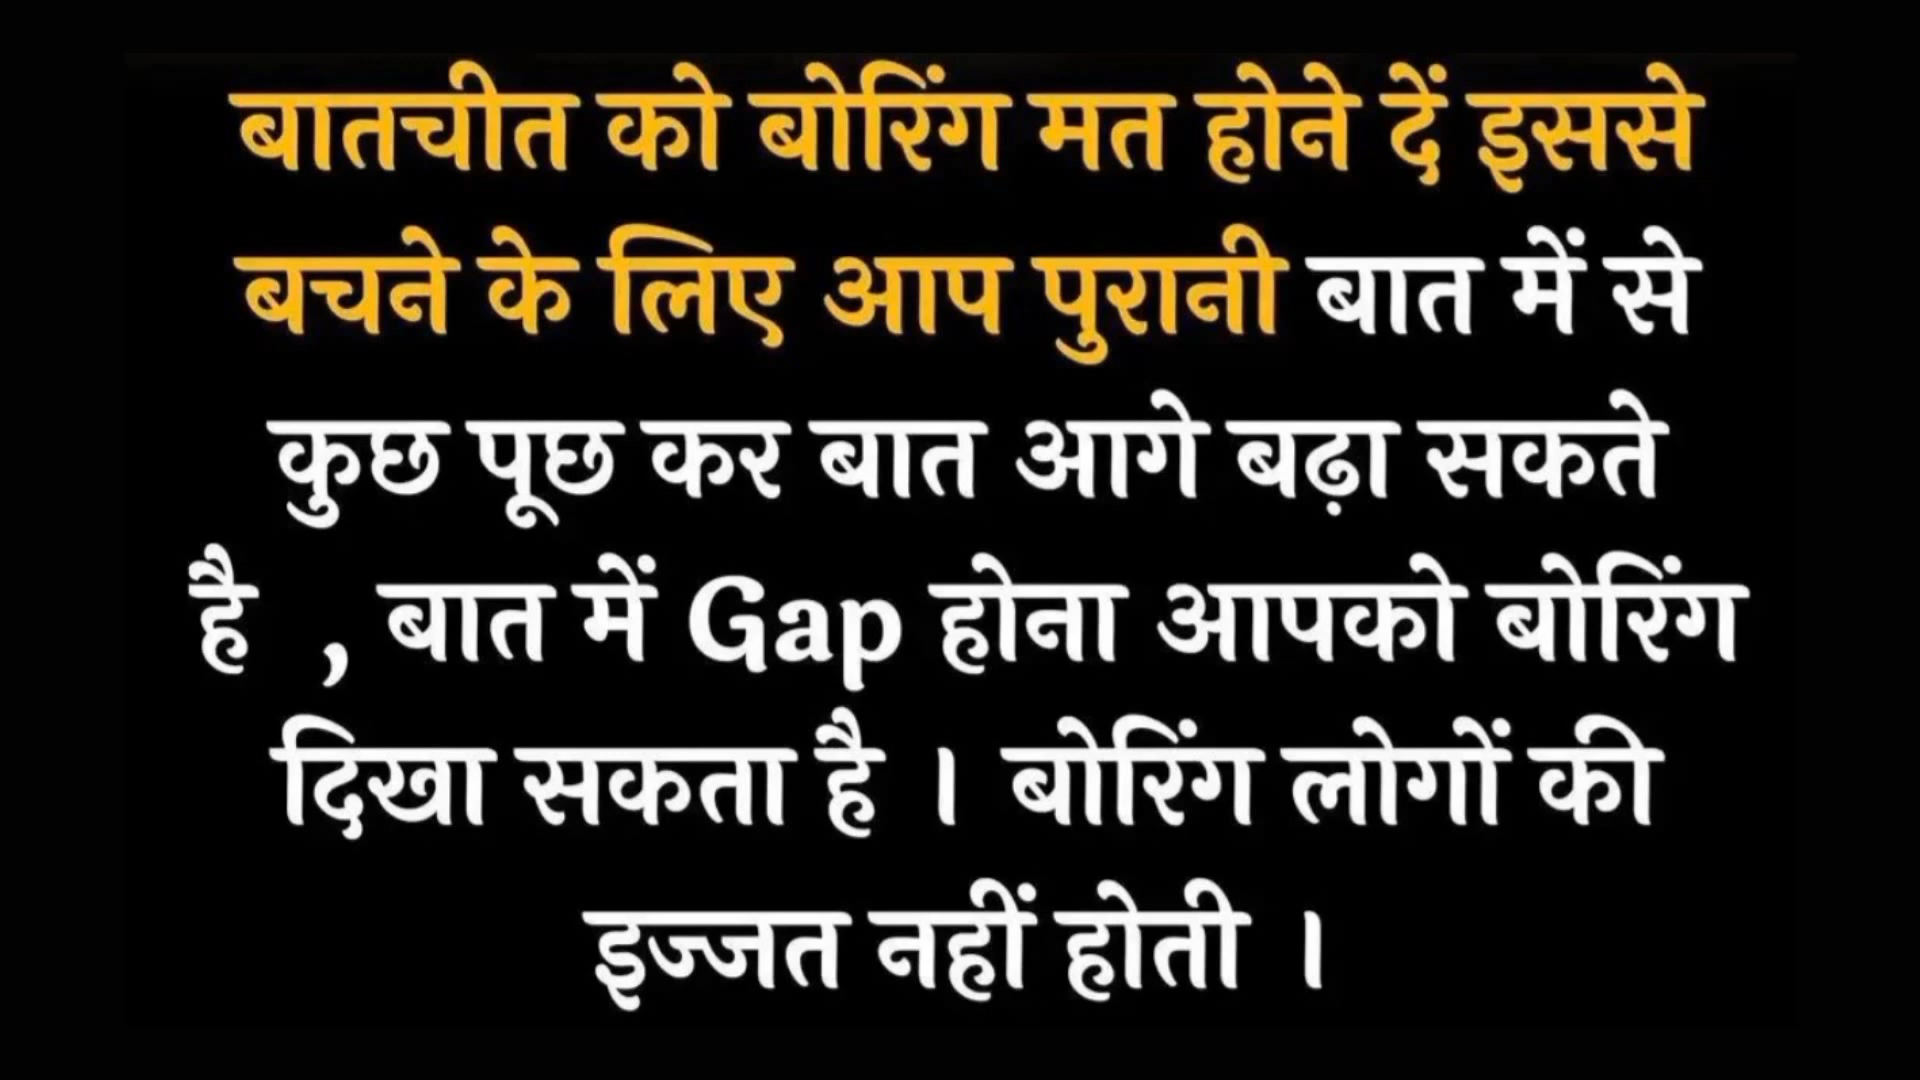 बातचीत को बोरिंग मत होने दें इससे
बचने के लिए आप पुरानी बात में से
कुछ पूछ कर बात आगे बढ़ा सकते
है , बात में Gap होना आपको बोरिंग
दिखा सकता है । बोरिंग लोगों की
इज्जत नहीं होती ।